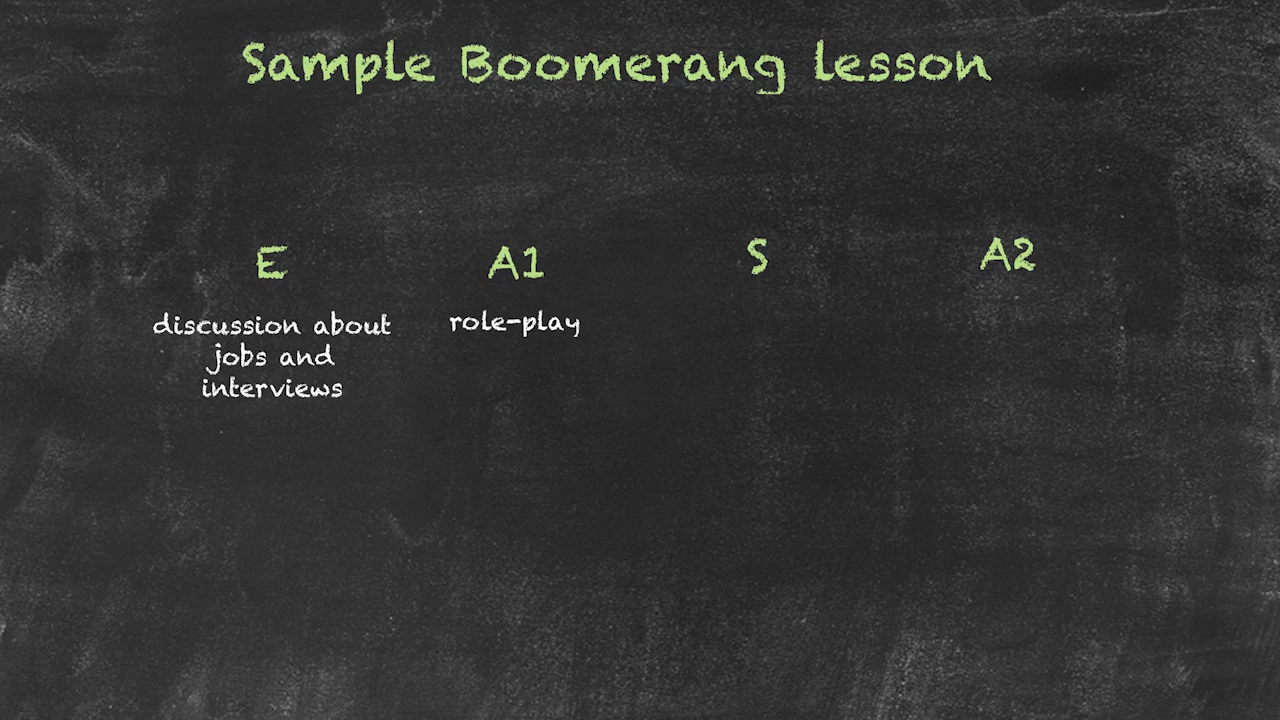 Sample Boomerang lesson
E
A1
S
A2
discussion about
jobs and
interviews
role-play